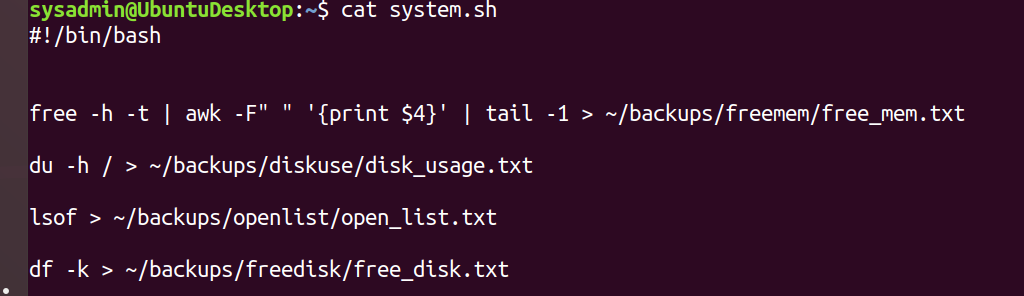 sysadmin@UbuntuDesktop:~$ cat system.sh
#!/bin/bash
free -h -t | awk -F" " '{print $4}' | tail -1 > ~/backups/freemem/free_mem.txt
du -h / > ~/backups/diskuse/disk_usage.txt
lsof > ~/backups/openlist/open_list.txt
df -k > ~/backups/freedisk/free_disk.txt